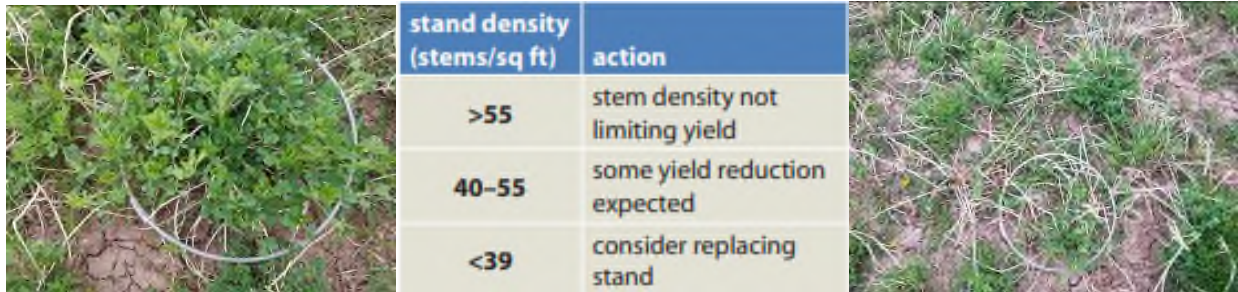 stand density
(stems/sq ft)
action
>55
stem density not
limiting yield
40–55
some yield reduction
expected
<39
consider replacing
stand